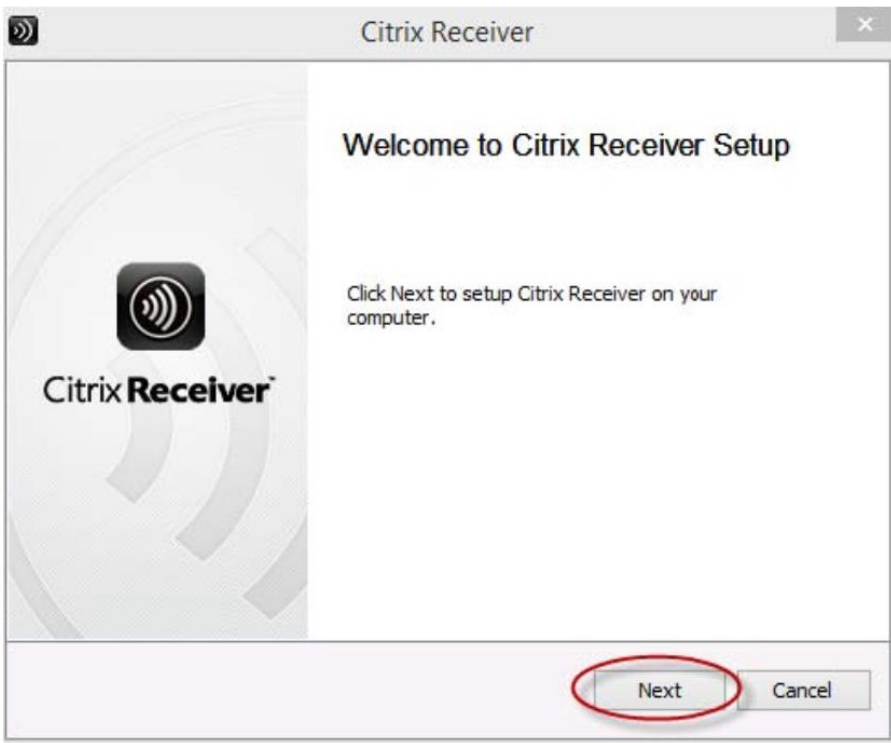 Citrix Receiver
Welcome to Citrix Receiver Setup
Click Next to setup Citrix Receiver on your
computer.
Citrix Receiver™
Next Cancel